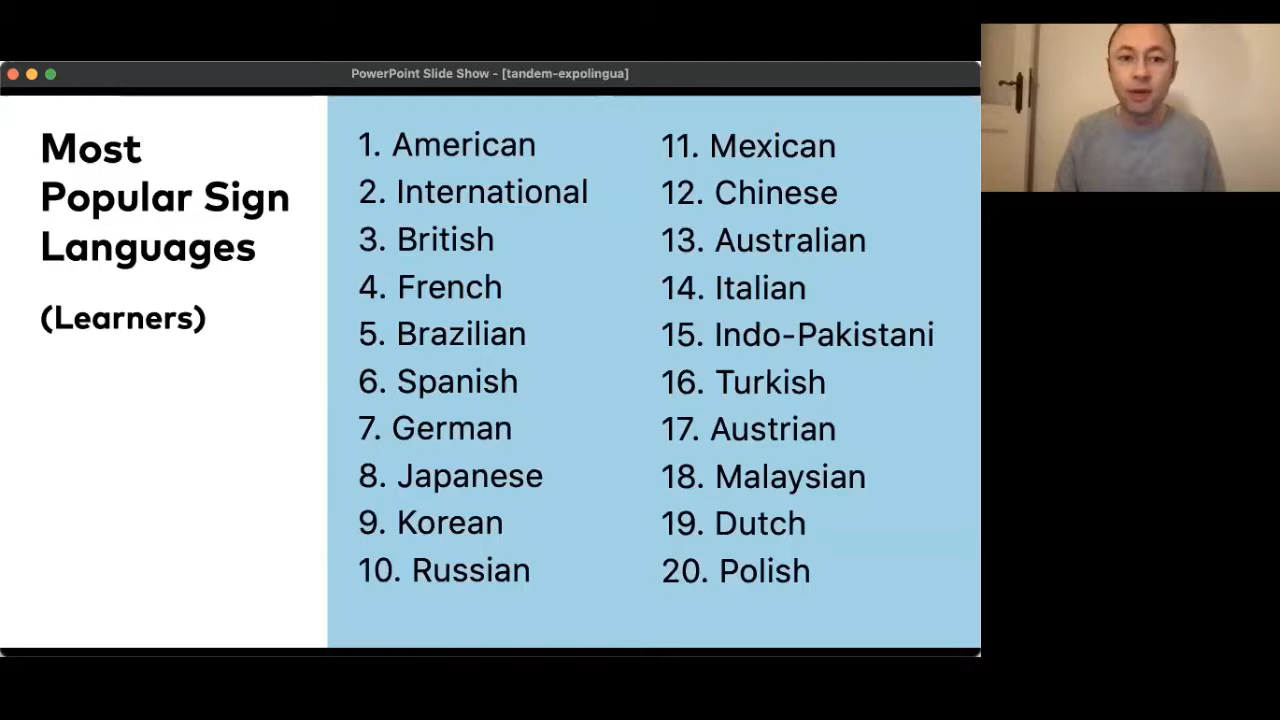 PowerPoint Slide Show - [tandem-expolingua]
Most
Popular Sign
Languages
(Learners)
1. American
2. International
3. British
4. French
5. Brazilian
6. Spanish
7. German
8. Japanese
9. Korean
10. Russian
11. Mexican
12. Chinese
13. Australian
14. Italian
15. Indo-Pakistani
16. Turkish
17. Austrian
18. Malaysian
19. Dutch
20. Polish